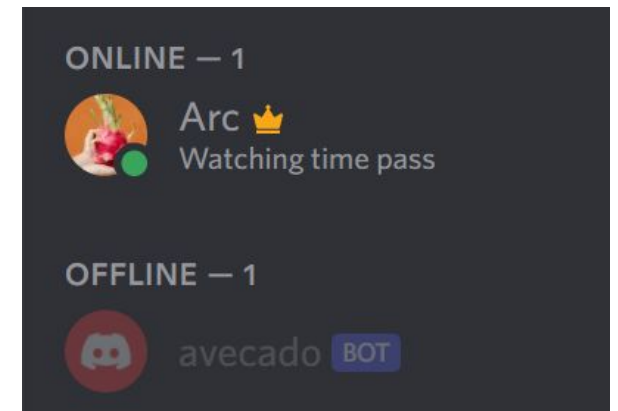 ONLINE — 1
Arc
Watching time pass
OFFLINE — 1
avecado BOT